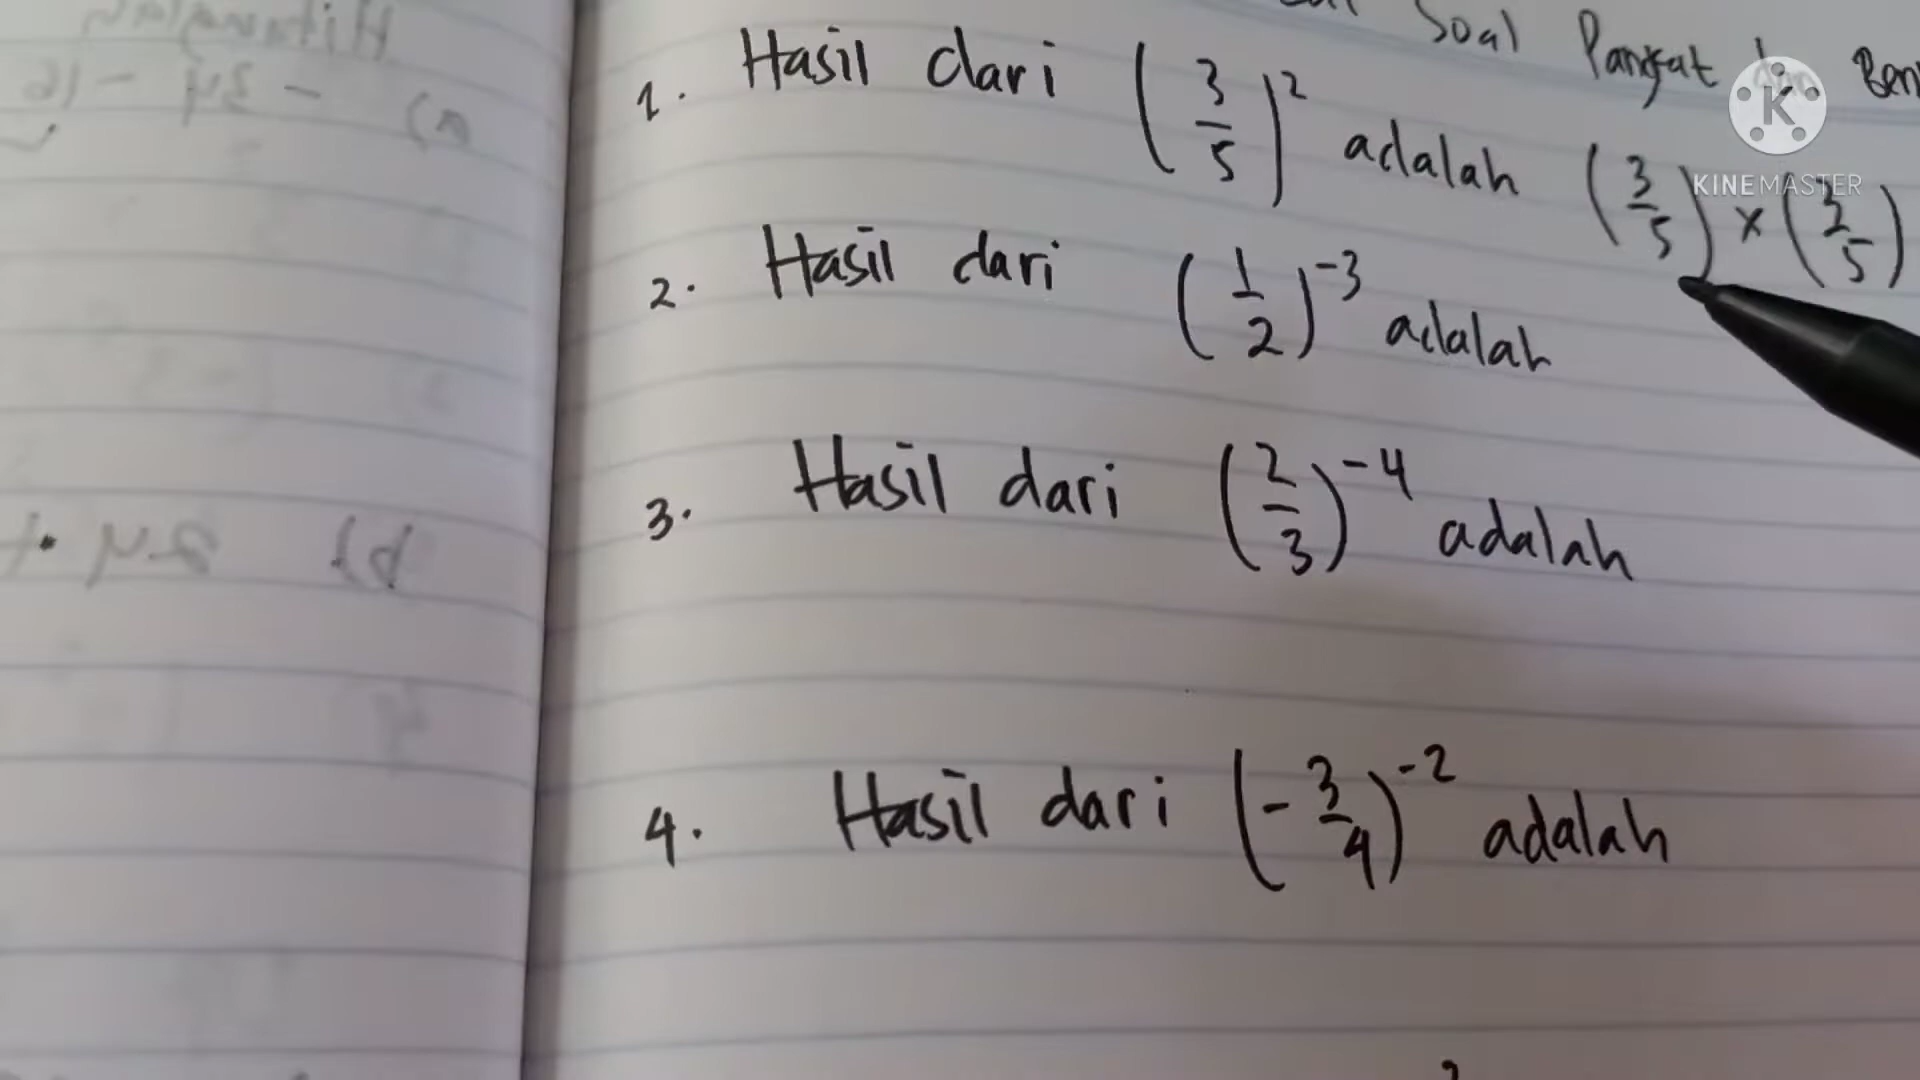 Soal Pangkat dan
1. Hasil dari (3/5)² adalah (3/5) x (3/5)
KINEMASTER
2. Hasil dari (1/2)⁻³ adalah
3. Hasil dari (2/3)⁻⁴ adalah
4. Hasil dari (-3/4)⁻² adalah